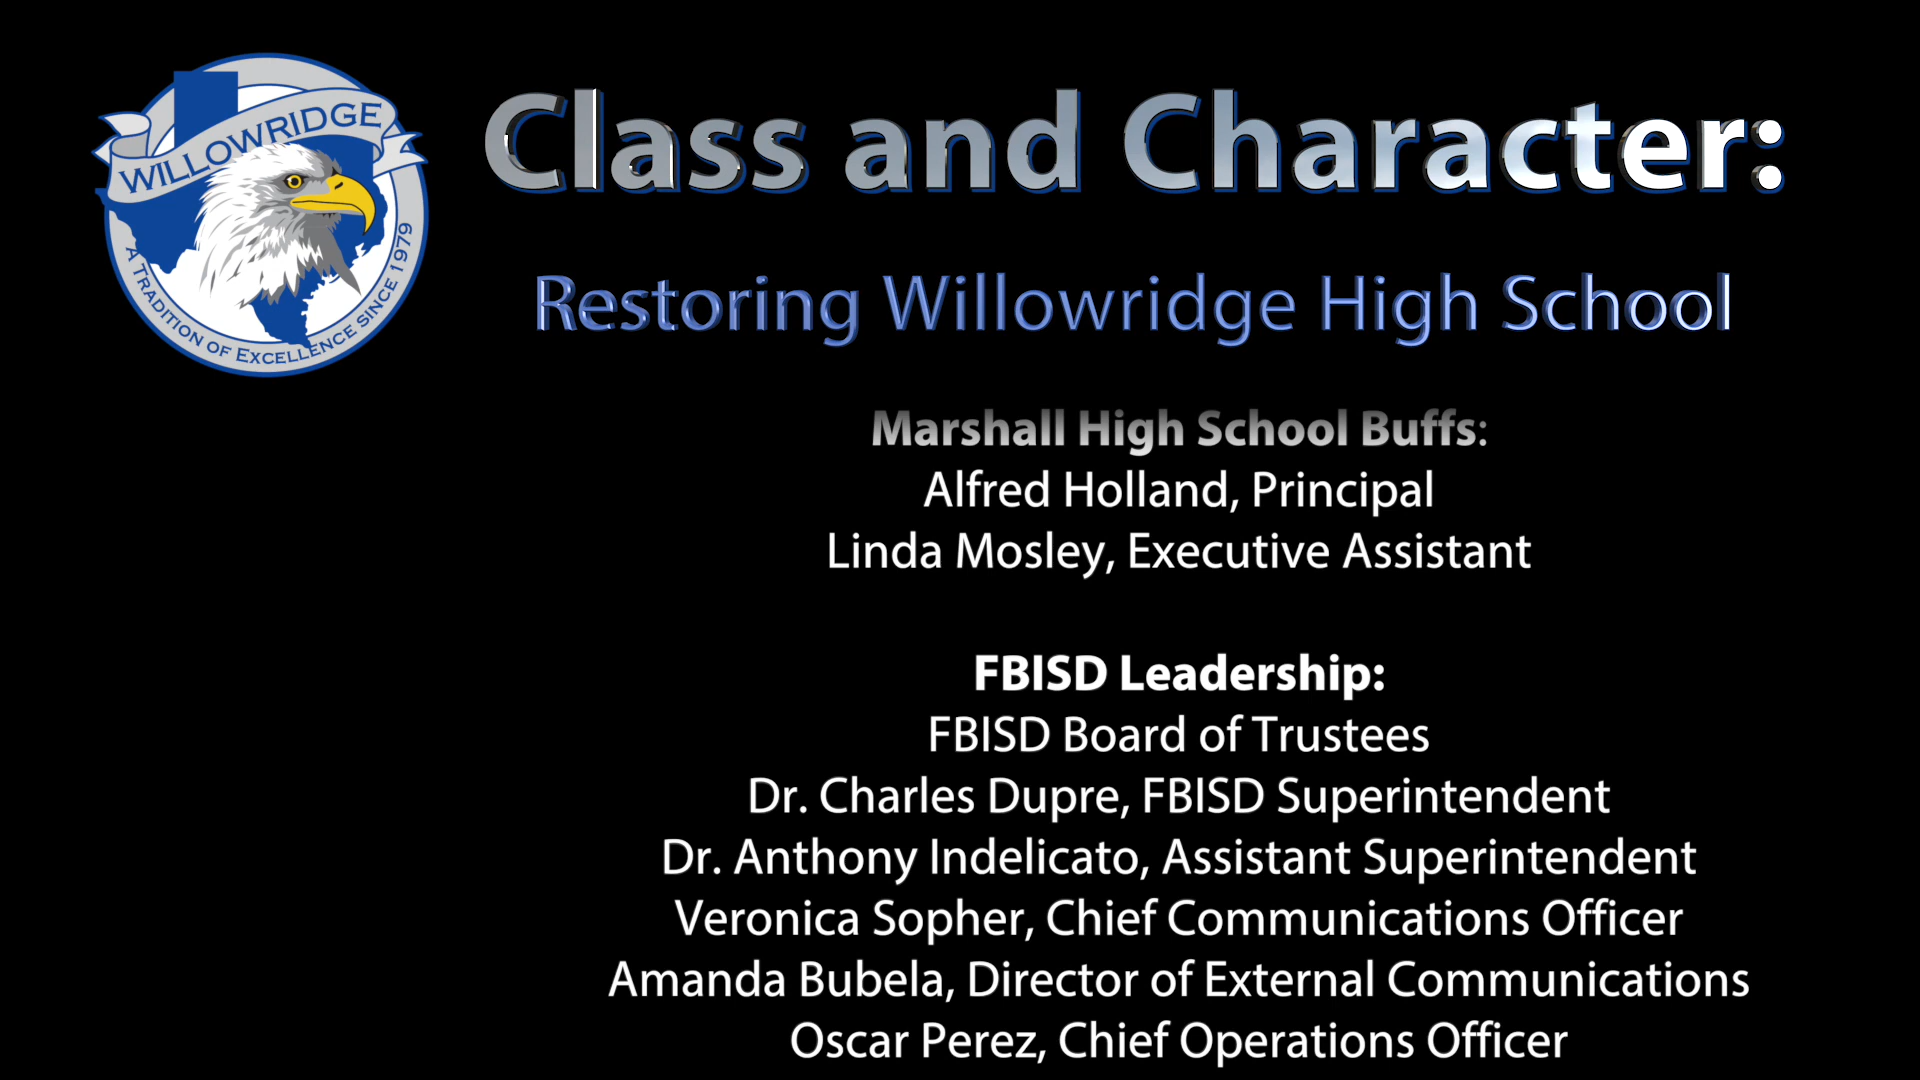 WILLOWRIDGE
A TRADITION OF EXCELLENCE SINCE 1979
Class and Character:
Restoring Willowridge High School
Marshall High School Buffs:
Alfred Holland, Principal
Linda Mosley, Executive Assistant
FBISD Leadership:
FBISD Board of Trustees
Dr. Charles Dupre, FBISD Superintendent
Dr. Anthony Indelicato, Assistant Superintendent
Veronica Sopher, Chief Communications Officer
Amanda Bubela, Director of External Communications
Oscar Perez, Chief Operations Officer